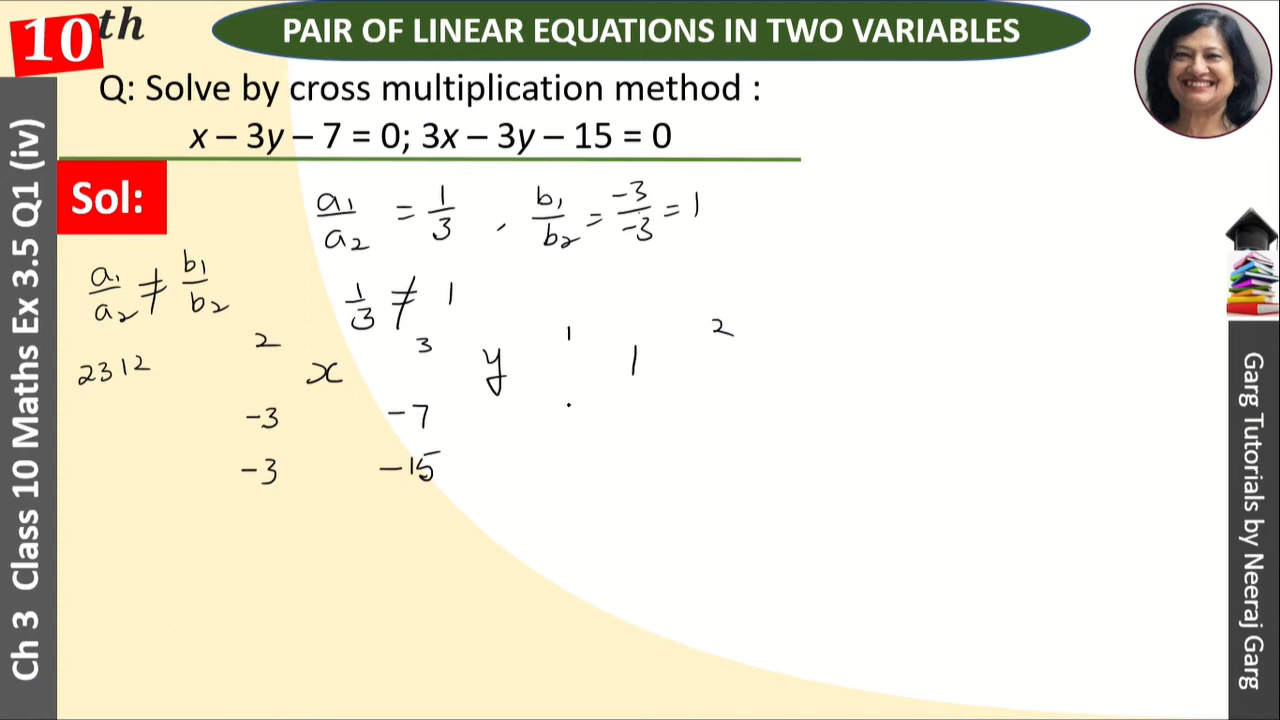 10th
PAIR OF LINEAR EQUATIONS IN TWO VARIABLES
Q: Solve by cross multiplication method :
x – 3y – 7 = 0; 3x – 3y – 15 = 0
Sol:
a₁/a₂ = 1/3 , b₁/b₂ = -3/-3 = 1
a₁/a₂ ≠ b₁/b₂
1/3 ≠ 1
2 3 1 2
2312
x y 1
-3 -7
-3 -15
Ch 3 Class 10 Maths Ex 3.5 Q1 (iv)
Garg Tutorials by Neeraj Garg